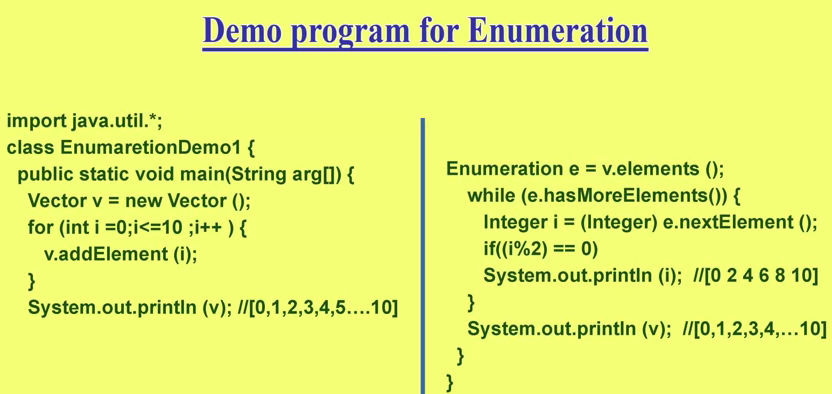 Demo program for Enumeration
import java.util.*;
class EnumaretionDemo1 {
public static void main(String arg[]) {
Vector v = new Vector ();
for (int i =0;i<=10 ;i++ ) {
v.addElement (i);
}
System.out.println (v); //[0,1,2,3,4,5….10]
Enumeration e = v.elements ();
while (e.hasMoreElements()) {
Integer i = (Integer) e.nextElement ();
if((i%2) == 0)
System.out.println (i);  //[0 2 4 6 8 10]
}
System.out.println (v);  //[0,1,2,3,4,…10]
}
}